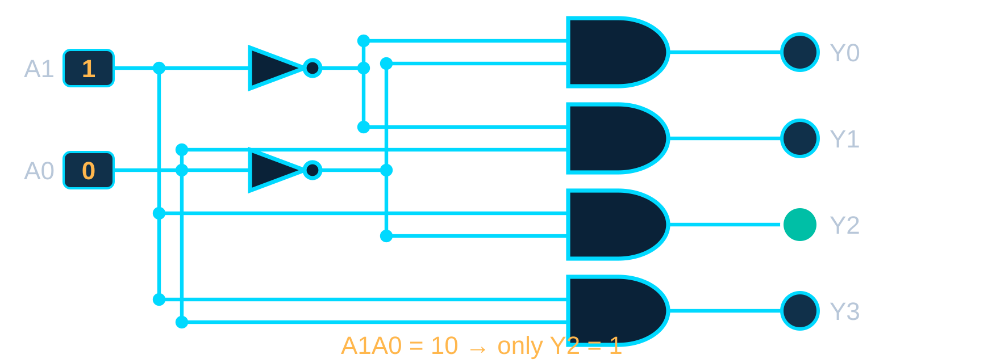 A1 1
Y0
Y1
A0 0
Y2
Y3
A1A0 = 10 → only Y2 = 1